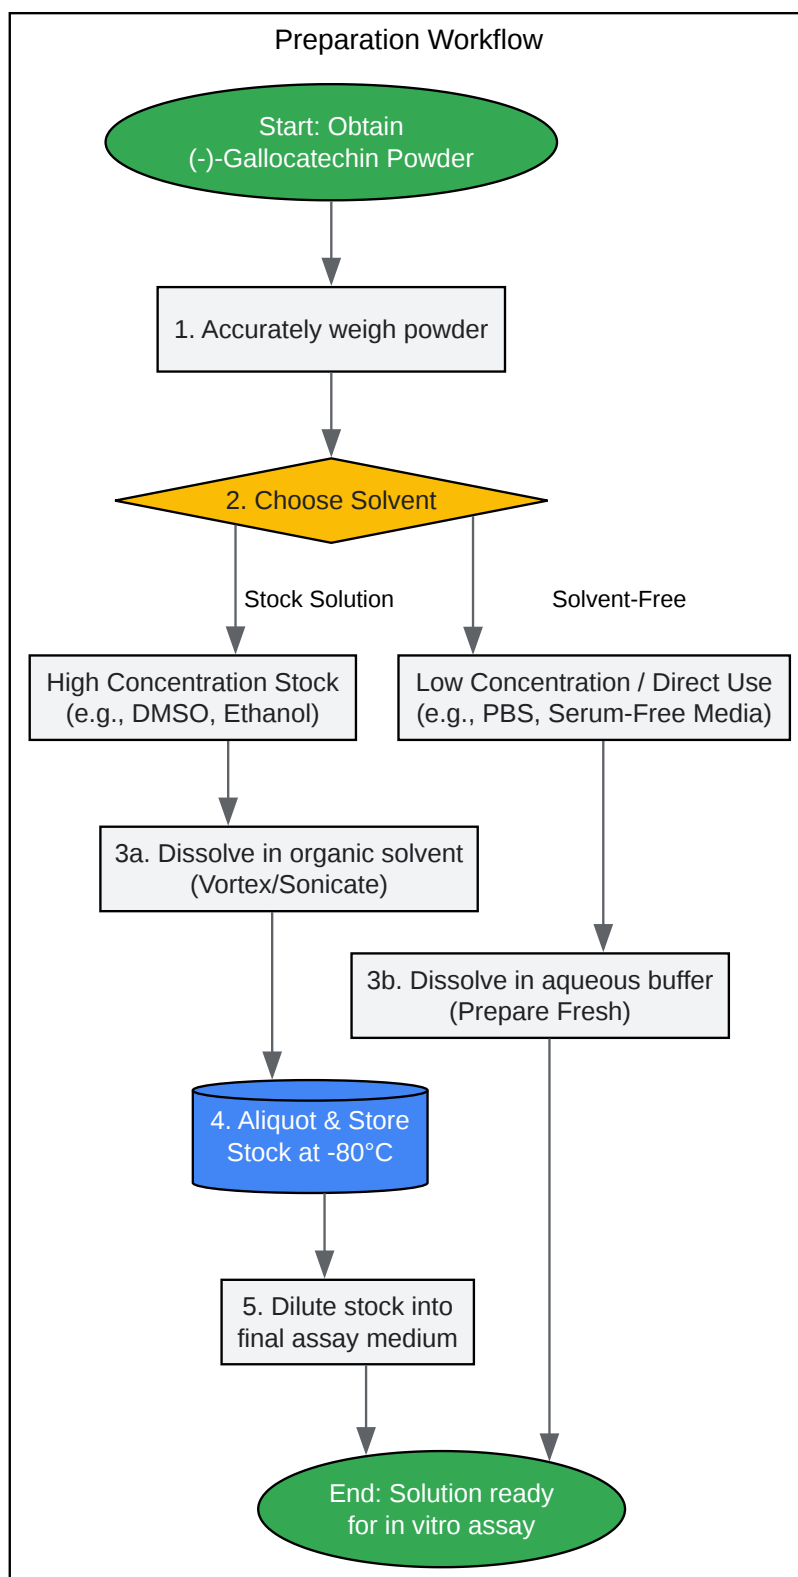 Preparation Workflow
Start: Obtain
(-)-Gallocatechin Powder
1. Accurately weigh powder
2. Choose Solvent
Stock Solution
Solvent-Free
High Concentration Stock
(e.g., DMSO, Ethanol)
Low Concentration / Direct Use
(e.g., PBS, Serum-Free Media)
3a. Dissolve in organic solvent
(Vortex/Sonicate)
3b. Dissolve in aqueous buffer
(Prepare Fresh)
4. Aliquot & Store
Stock at -80°C
5. Dilute stock into
final assay medium
End: Solution ready
for in vitro assay